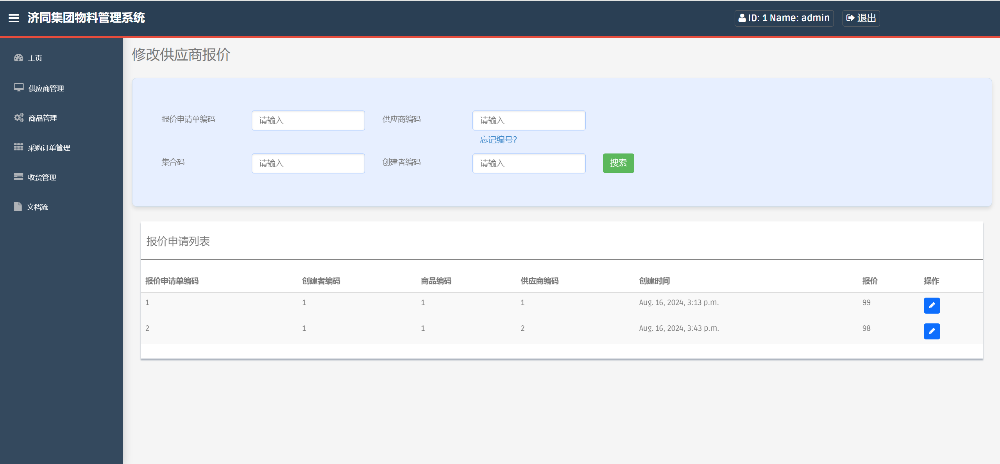 济同集团物料管理系统
ID: 1 Name: admin
退出
主页
供应商管理
商品管理
采购订单管理
收货管理
文档流
修改供应商报价
报价申请单编码 请输入 供应商编码 请输入
忘记编号?
集合码 请输入 创建者编码 请输入 搜索
报价申请列表
报价申请单编码 创建者编码 商品编码 供应商编码 创建时间 报价 操作
1 1 1 1 Aug. 16, 2024, 3:13 p.m. 99
2 1 1 2 Aug. 16, 2024, 3:43 p.m. 98